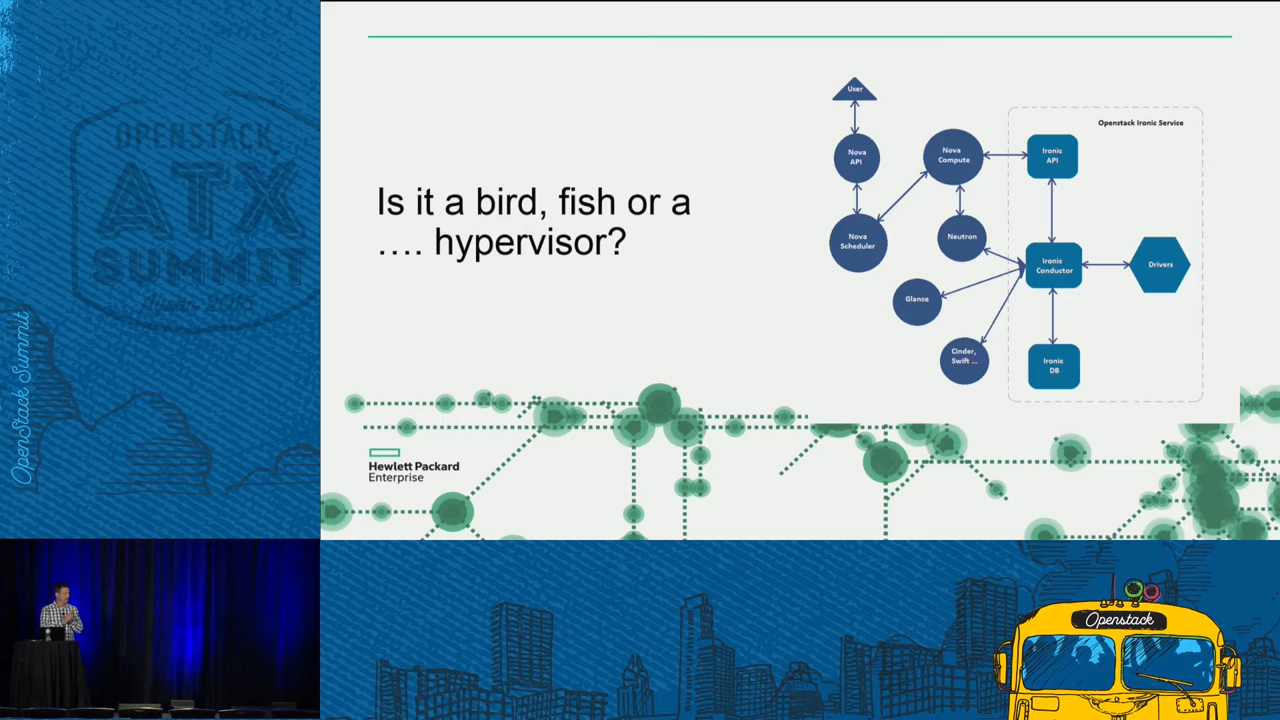 OPENSTACK
ATX
SUMMIT
Austin
OpenStack Summit
Is it a bird, fish or a
.... hypervisor?
User
Nova
API
Nova
Scheduler
Nova
Compute
Neutron
Glance
Cinder,
Swift ...
Openstack Ironic Service
Ironic
API
Ironic
Conductor
Drivers
Ironic
DB
Hewlett Packard
Enterprise
Openstack